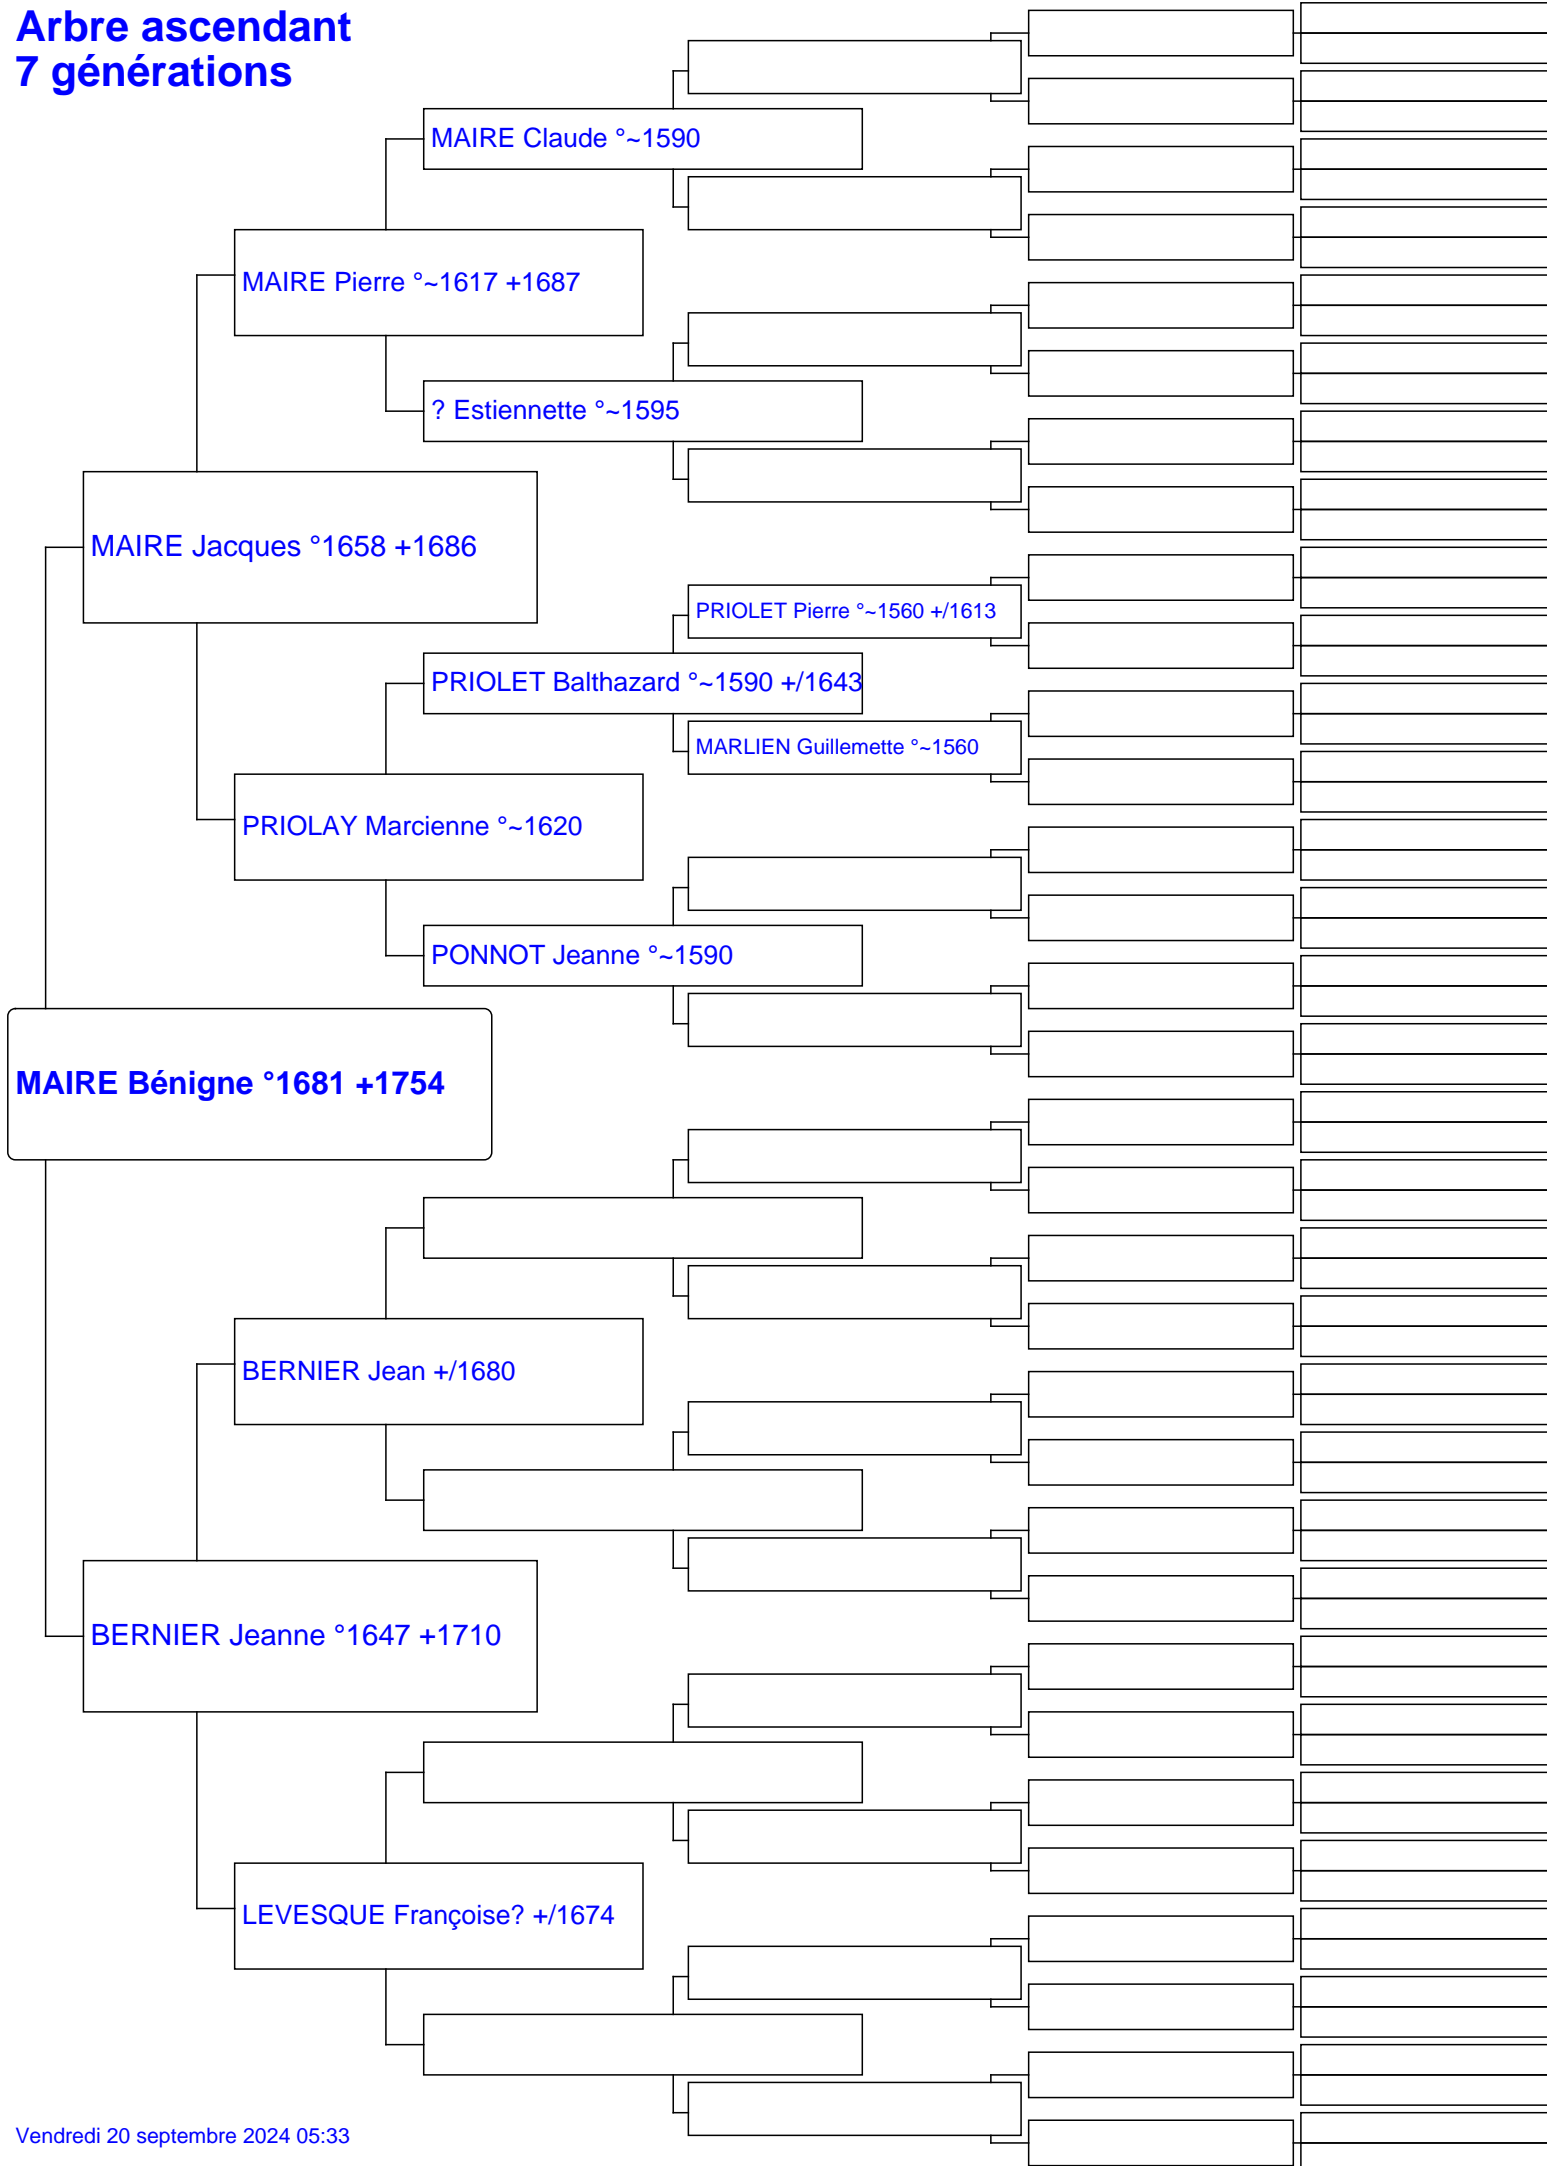 Arbre ascendant
7 générations
MAIRE Claude °~1590
MAIRE Pierre °~1617 +1687
? Estiennette °~1595
MAIRE Jacques °1658 +1686
PRIOLET Pierre °~1560 +/1613
PRIOLET Balthazard °~1590 +/1643
MARLIEN Guillemette °~1560
PRIOLAY Marcienne °~1620
PONNOT Jeanne °~1590
MAIRE Bénigne °1681 +1754
BERNIER Jean +/1680
BERNIER Jeanne °1647 +1710
LEVESQUE Françoise? +/1674
Vendredi 20 septembre 2024 05:33